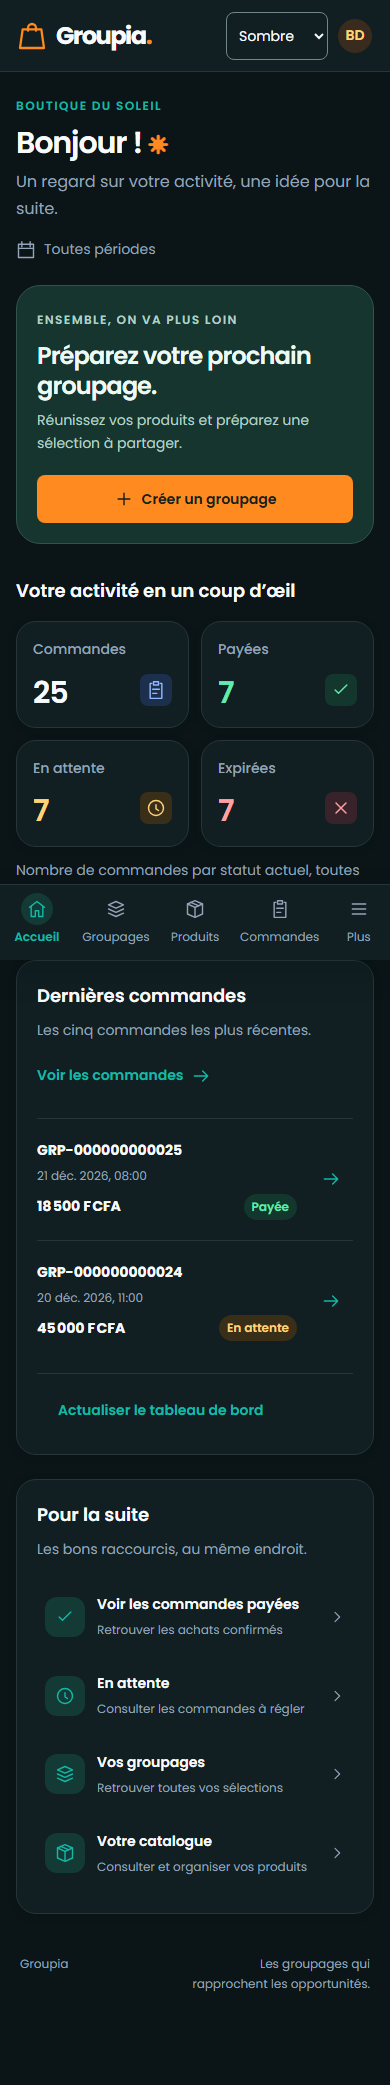 Groupia.
Sombre
BD
BOUTIQUE DU SOLEIL
Bonjour !
Un regard sur votre activité, une idée pour la
suite.
Toutes périodes
ENSEMBLE, ON VA PLUS LOIN
Préparez votre prochain
groupage.
Réunissez vos produits et préparez une
sélection à partager.
Créer un groupage
Votre activité en un coup d’œil
Commandes
25
Payées
7
En attente
7
Expirées
7
Nombre de commandes par statut actuel, toutes
Accueil
Groupages
Produits
Commandes
Plus
Dernières commandes
Les cinq commandes les plus récentes.
Voir les commandes
GRP-000000000025
21 déc. 2026, 08:00
18 500 FCFA
Payée
GRP-000000000024
20 déc. 2026, 11:00
45 000 FCFA
En attente
Actualiser le tableau de bord
Pour la suite
Les bons raccourcis, au même endroit.
Voir les commandes payées
Retrouver les achats confirmés
En attente
Consulter les commandes à régler
Vos groupages
Retrouver toutes vos sélections
Votre catalogue
Consulter et organiser vos produits
Groupia
Les groupages qui
rapprochent les opportunités.